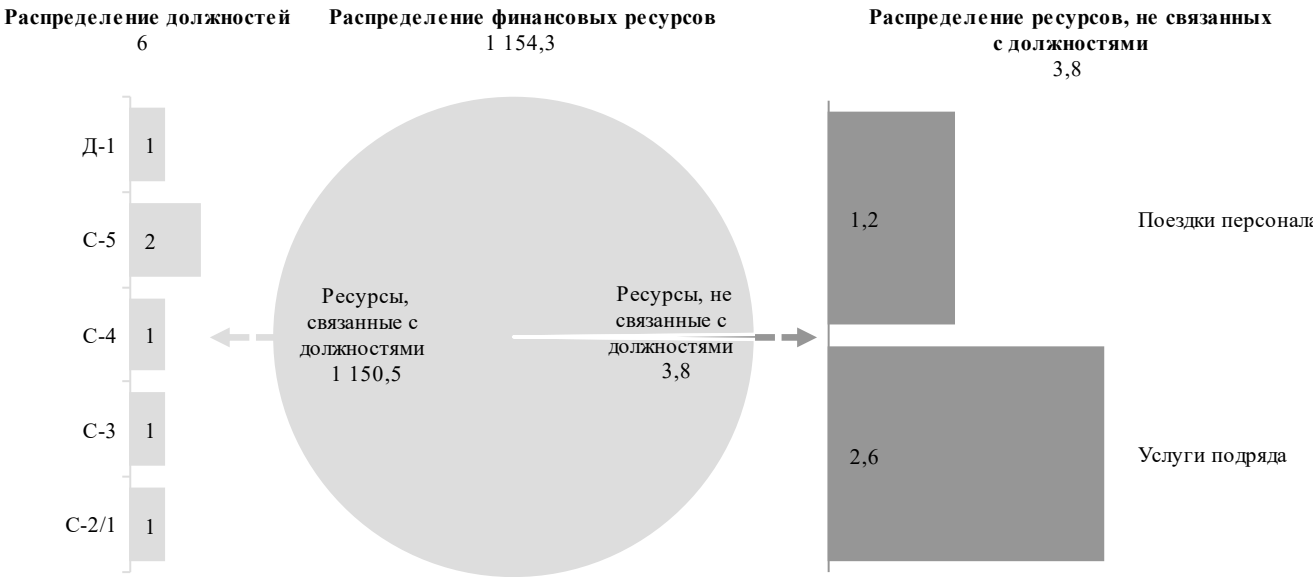 Распределение должностей
6
Д-1
1
С-5
2
С-4
1
С-3
1
С-2/1
1
Распределение финансовых ресурсов
1 154,3
Ресурсы,
связанные с
должностями
1 150,5
Ресурсы, не
связанные с
должностями
3,8
Распределение ресурсов, не связанных
с должностями
3,8
1,2
Поездки персонала
2,6
Услуги подряда